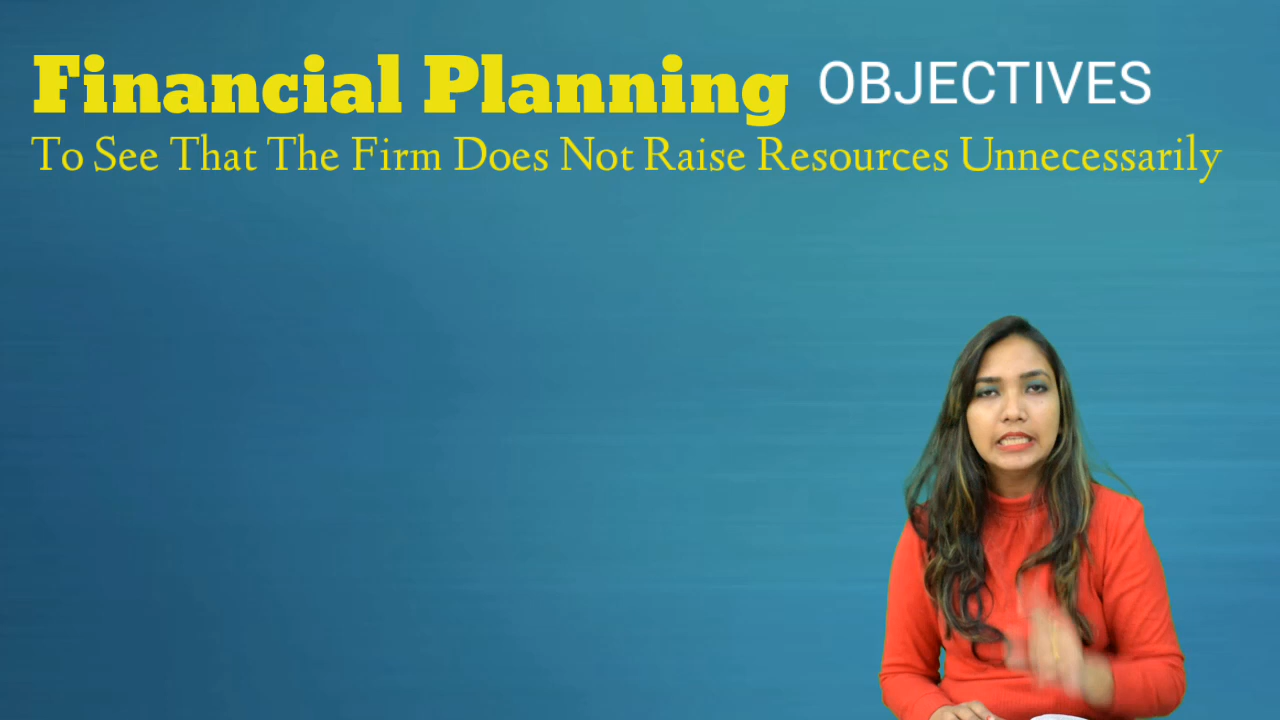 Financial Planning OBJECTIVES
To See That The Firm Does Not Raise Resources Unnecessarily